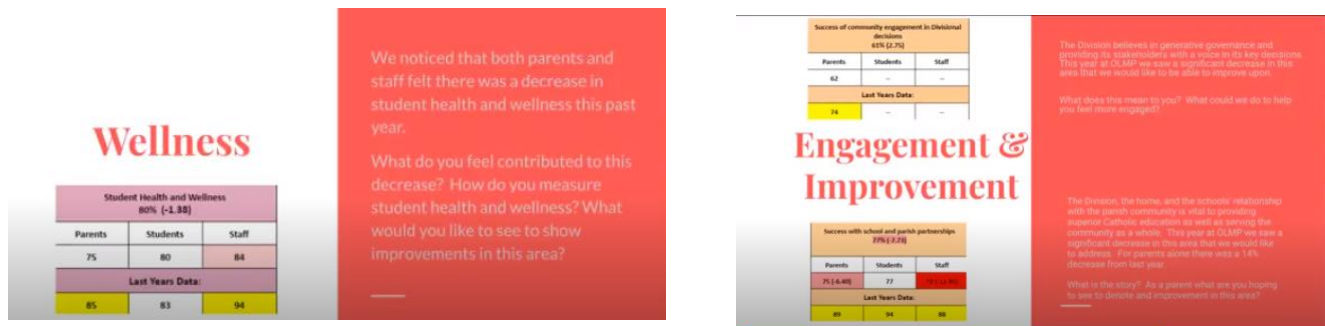 Wellness
Student Health and Wellness
80% (-1.38)
Parents Students Staff
75 80 84
Last Years Data:
85 83 94
We noticed that both parents and
staff felt there was a decrease in
student health and wellness this past
year.
What do you feel contributed to this
decrease? How do you measure
student health and wellness? What
would you like to see to show
improvements in this area?
Success of community engagement in Divisional
decisions
61% (2.75)
Parents Students Staff
62 -- --
Last Years Data:
74 -- --
Engagement &
Improvement
Success with school and parish partnerships
77% (-7.73)
Parents Students Staff
75 (-6.40) 77
Last Years Data:
89 94 88
The Division believes in generative governance and
providing its stakeholders with a voice in its key decisions.
This year at OLMP we saw a significant decrease in this
area that we would like to be able to improve upon.
What does this mean to you? What could we do to help
you feel more engaged?
The Division, the home, and the schools' relationship
with the parish community is vital to providing
superior Catholic education as well as serving the
community as a whole. This year at OLMP we saw a
significant decrease in this area that we would like
to address. For parents alone there was a 14%
decrease from last year.
What is the story? As a parent what are you hoping
to see to denote and improvement in this area?